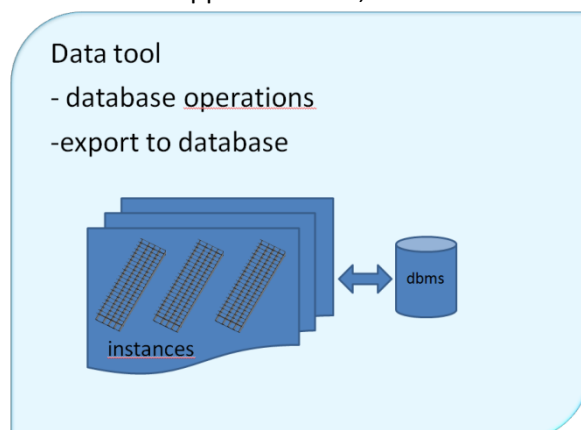 Data tool
- database operations
-export to database
dbms
instances